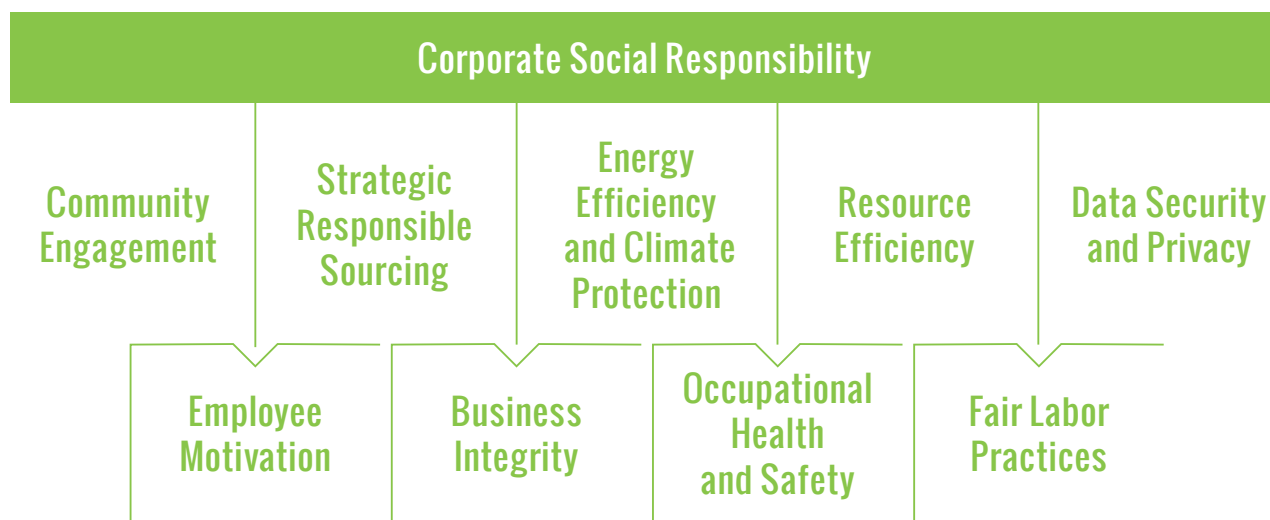 Corporate Social Responsibility
Community
Engagement
Strategic
Responsible
Sourcing
Energy
Efficiency
and Climate
Protection
Resource
Efficiency
Data Security
and Privacy
Employee
Motivation
Business
Integrity
Occupational
Health
and Safety
Fair Labor
Practices